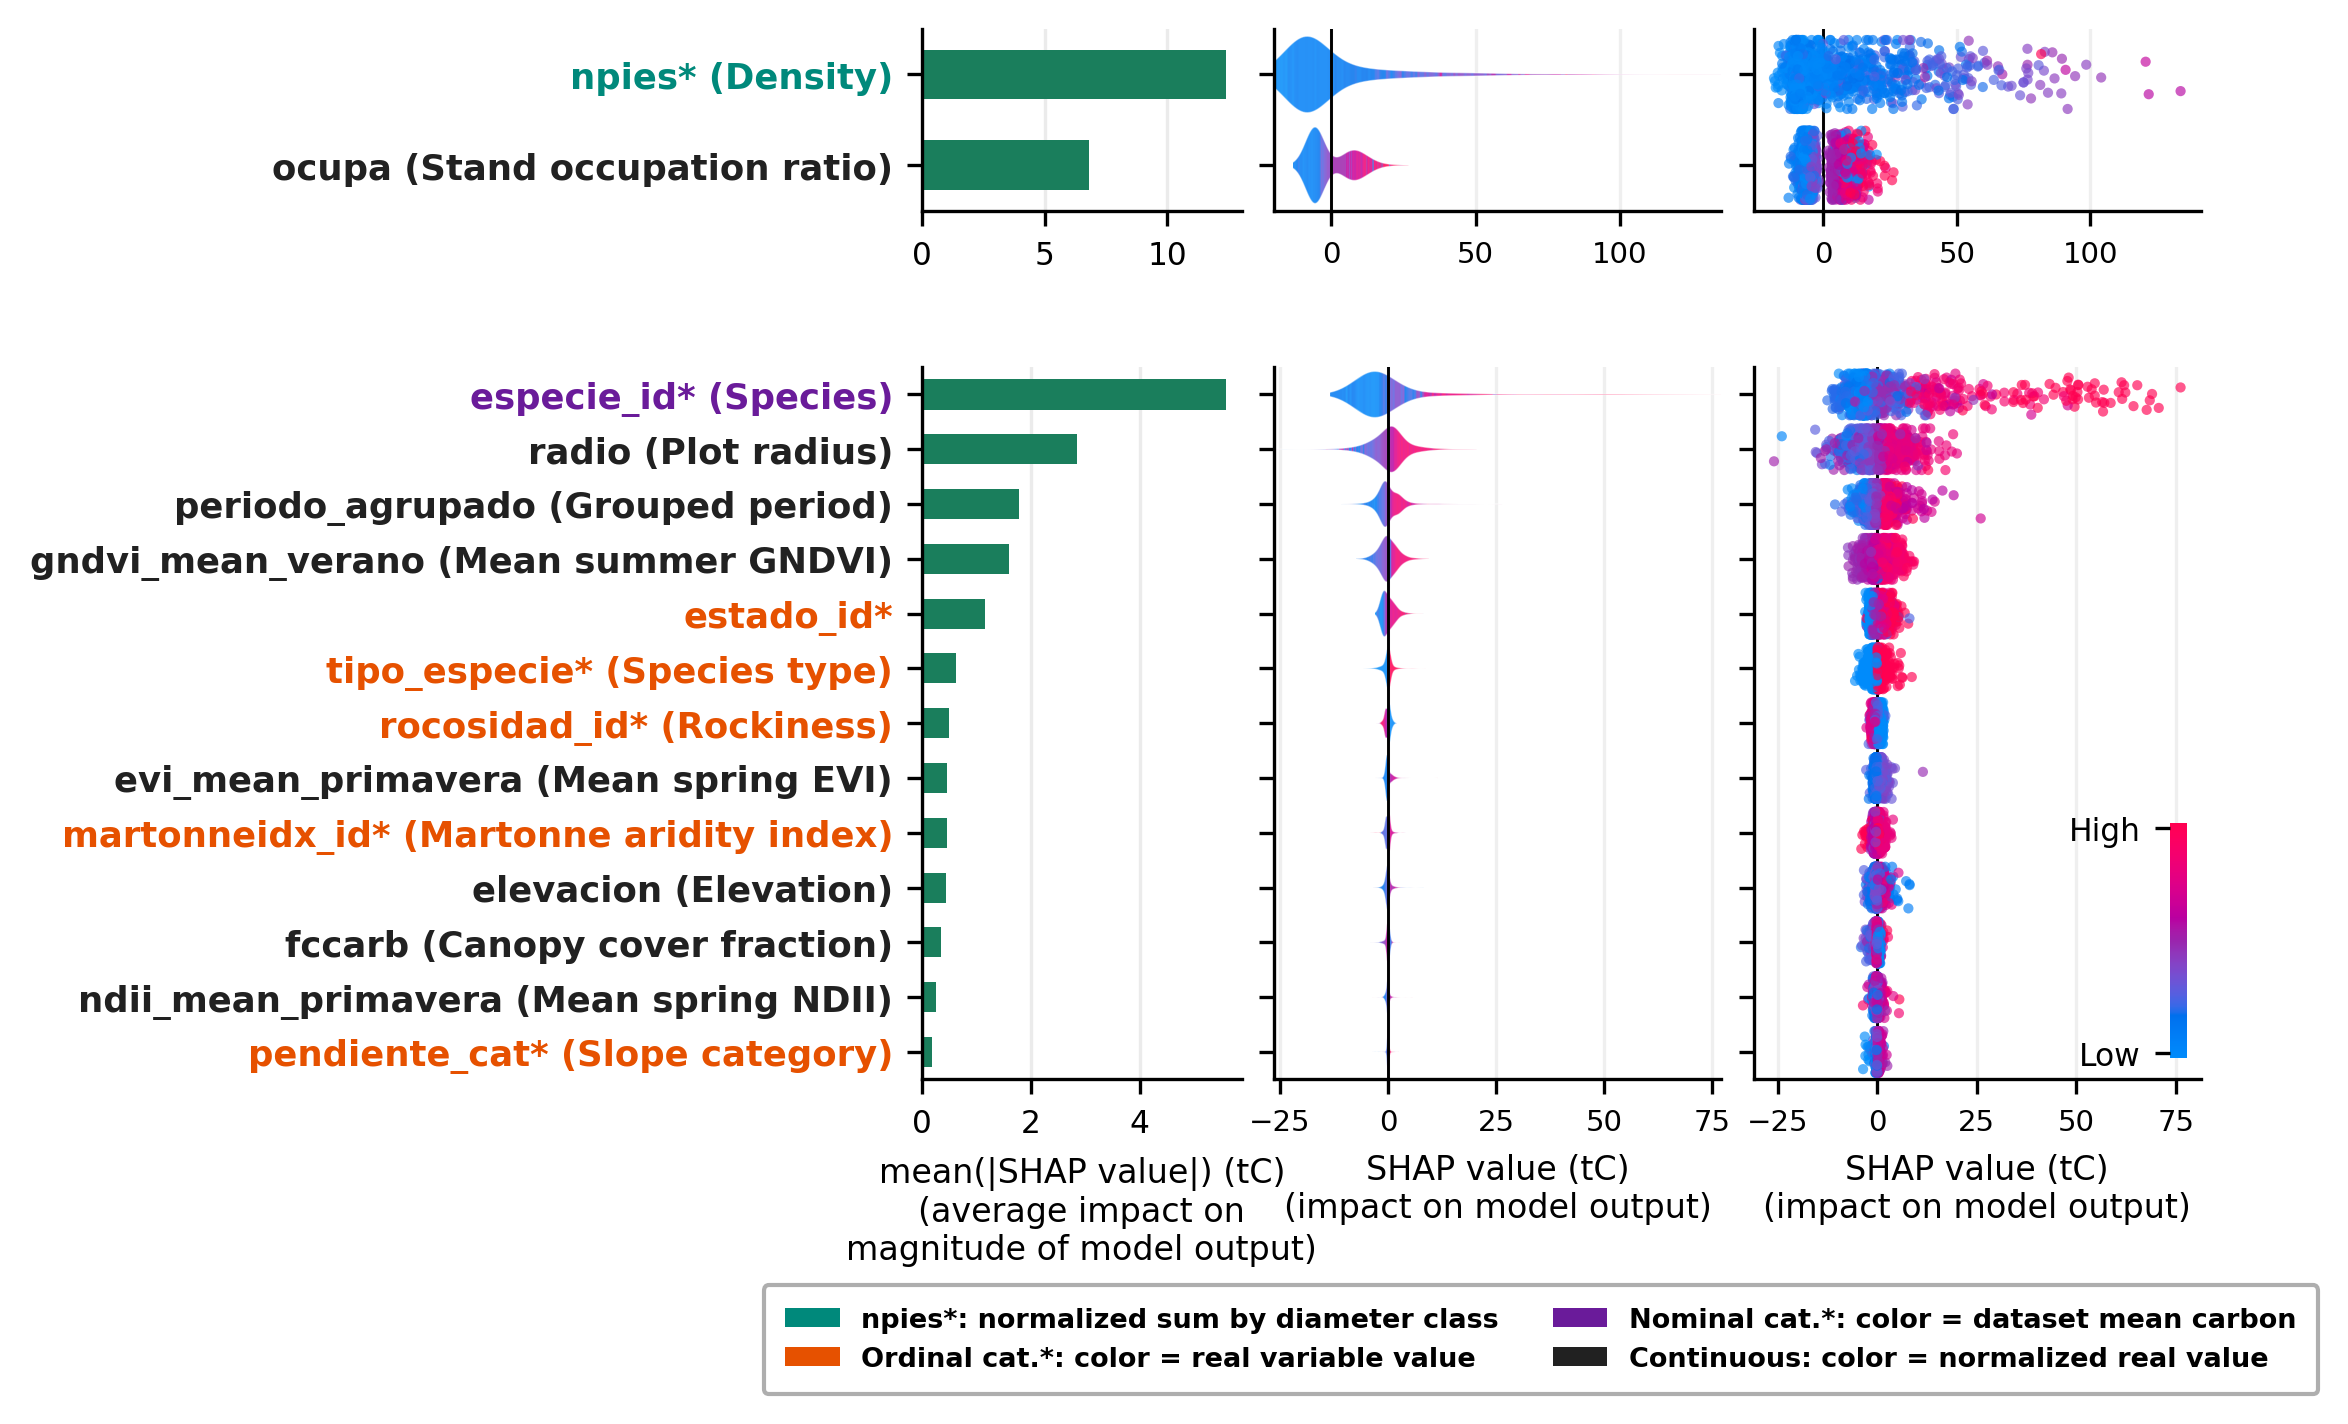 npies* (Density)
ocupa (Stand occupation ratio)
0 5 10
0 50 100
0 50 100
especie_id* (Species)
radio (Plot radius)
periodo_agrupado (Grouped period)
gndvi_mean_verano (Mean summer GNDVI)
estado_id*
tipo_especie* (Species type)
rocosidad_id* (Rockiness)
evi_mean_primavera (Mean spring EVI)
martonneidx_id* (Martonne aridity index)
elevacion (Elevation)
fccarb (Canopy cover fraction)
ndii_mean_primavera (Mean spring NDII)
pendiente_cat* (Slope category)
High
Low
0 2 4
−25 0 25 50 75
−25 0 25 50 75
mean(|SHAP value|) (tC)
(average impact on
magnitude of model output)
SHAP value (tC)
(impact on model output)
SHAP value (tC)
(impact on model output)
npies*: normalized sum by diameter class
Ordinal cat.*: color = real variable value
Nominal cat.*: color = dataset mean carbon
Continuous: color = normalized real value